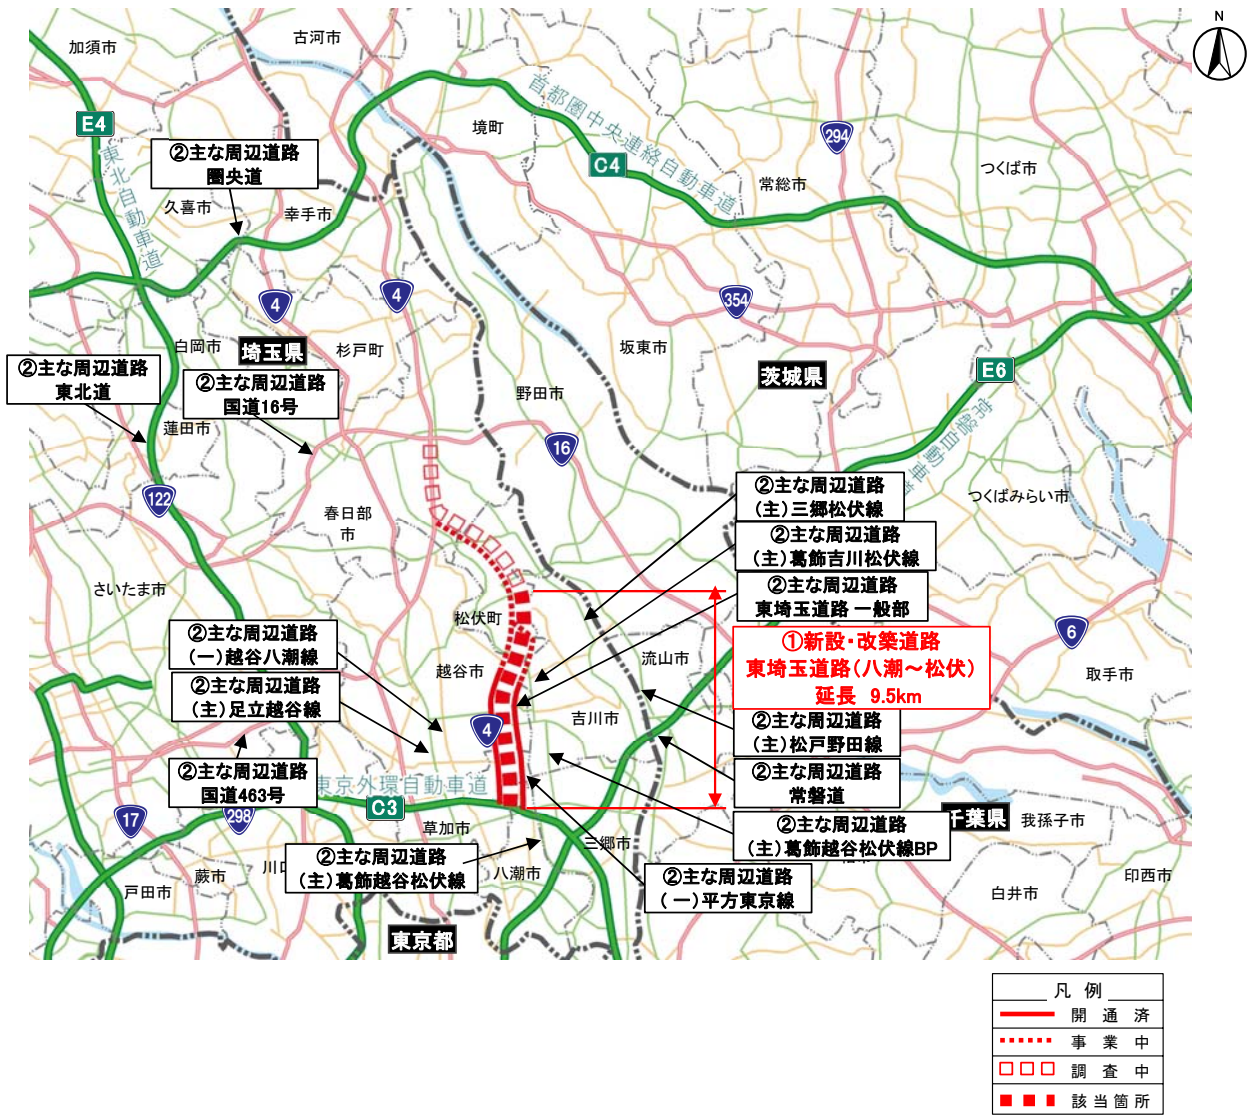 N
加須市
古河市
E4
東北自動車道
②主な周辺道路
圏央道
久喜市
幸手市
境町
首都圏中央連絡自動車道
C4
294
常総市
つくば市
4
4
354
白岡市
埼玉県
杉戸町
坂東市
茨城県
E6
常磐自動車
②主な周辺道路
東北道
②主な周辺道路
国道16号
蓮田市
野田市
16
122
春日部
市
②主な周辺道路
(主)三郷松伏線
つくばみらい市
②主な周辺道路
(主)葛飾吉川松伏線
②主な周辺道路
東埼玉道路 一般部
さいたま市
松伏町
②主な周辺道路
(一)越谷八潮線
越谷市
流山市
①新設・改築道路
東埼玉道路(八潮～松伏)
延長 9.5km
6
取手市
②主な周辺道路
(主)足立越谷線
吉川市
4
②主な周辺道路
(主)松戸野田線
②主な周辺道路
国道463号
②主な周辺道路
常磐道
東京外環自動車道
C3
17
298
草加市
三郷市
②主な周辺道路
(主)葛飾越谷松伏線BP
千葉県
我孫子市
②主な周辺道路
(主)葛飾越谷松伏線
川口
蕨市
戸田市
八潮市
②主な周辺道路
(一)平方東京線
白井市
印西市
東京都
凡例
開通済
事業中
調査中
該当箇所